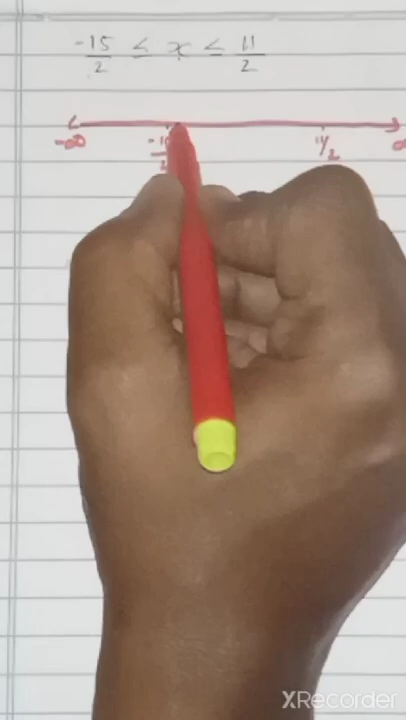 -15/2 ≤ x ≤ 11/2
-∞ 11/2
XRecorder